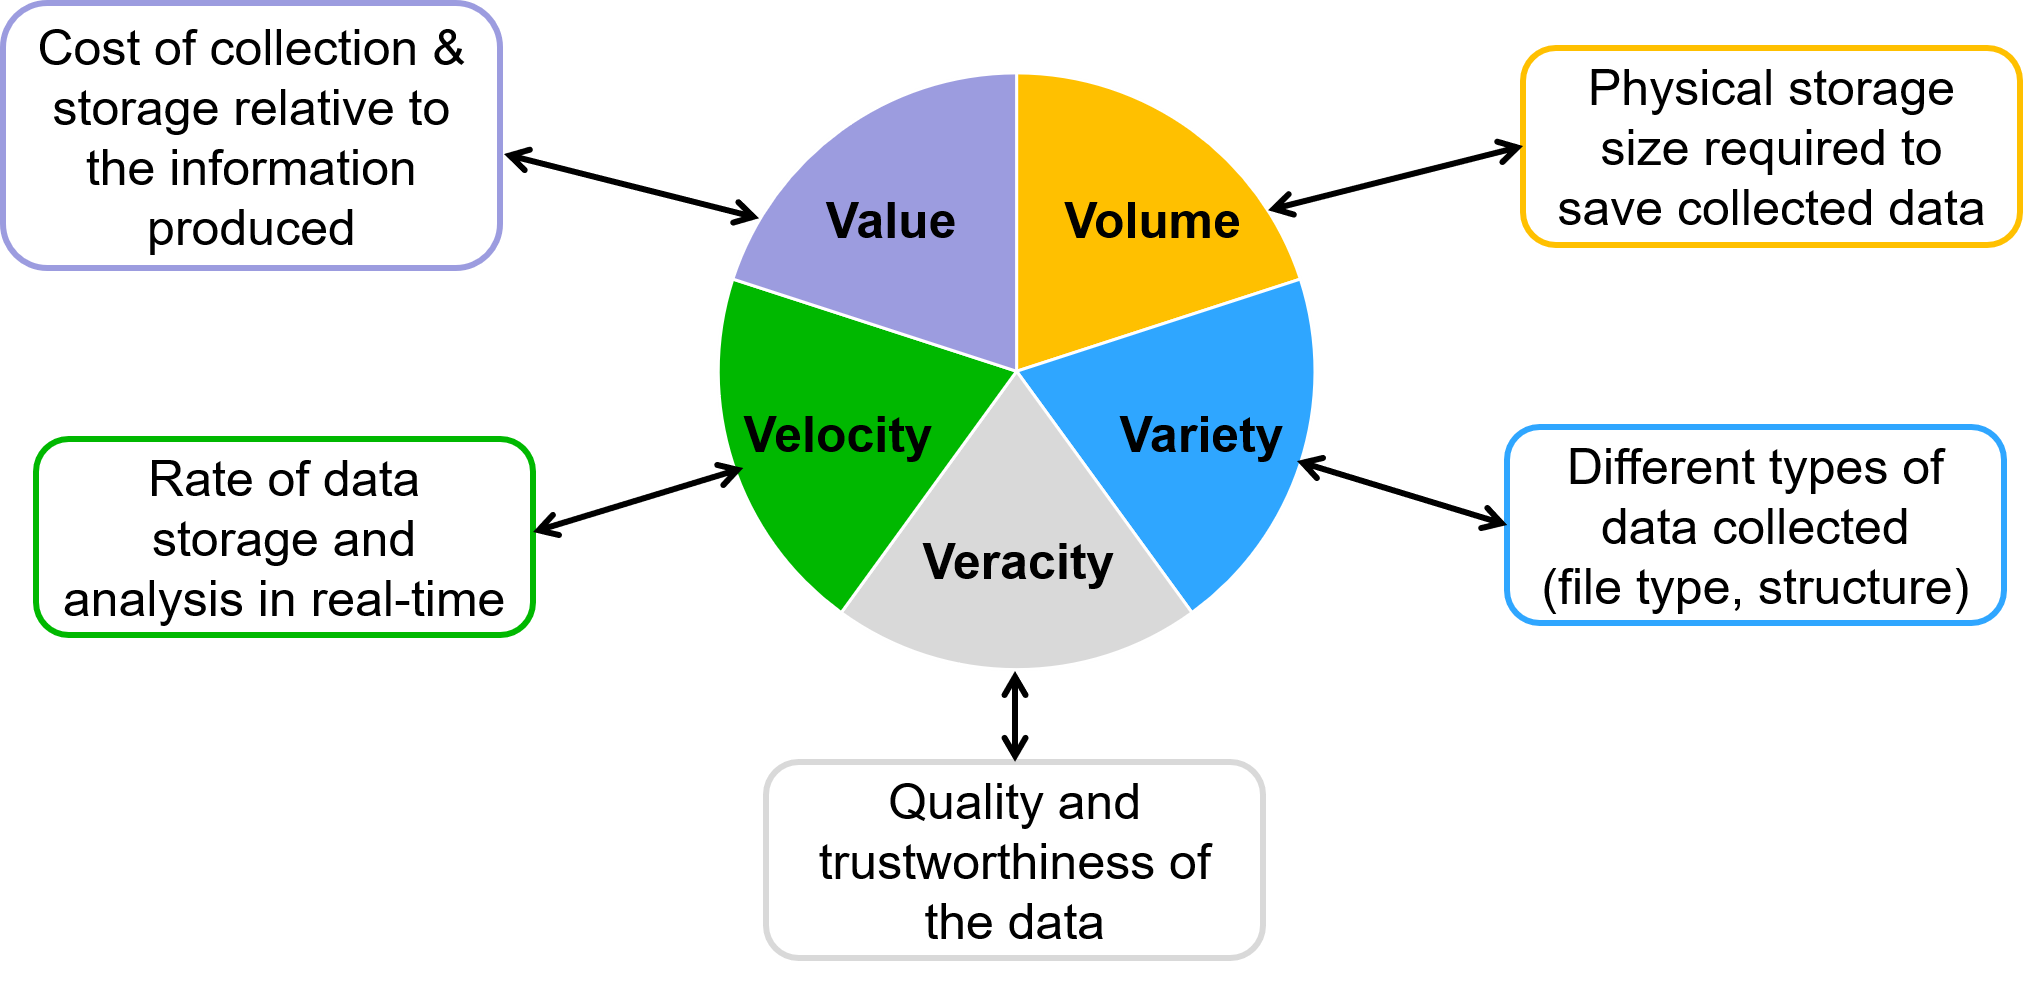 Cost of collection &
storage relative to
the information
produced
Physical storage
size required to
save collected data
Value
Volume
Velocity
Variety
Veracity
Rate of data
storage and
analysis in real-time
Different types of
data collected
(file type, structure)
Quality and
trustworthiness of
the data